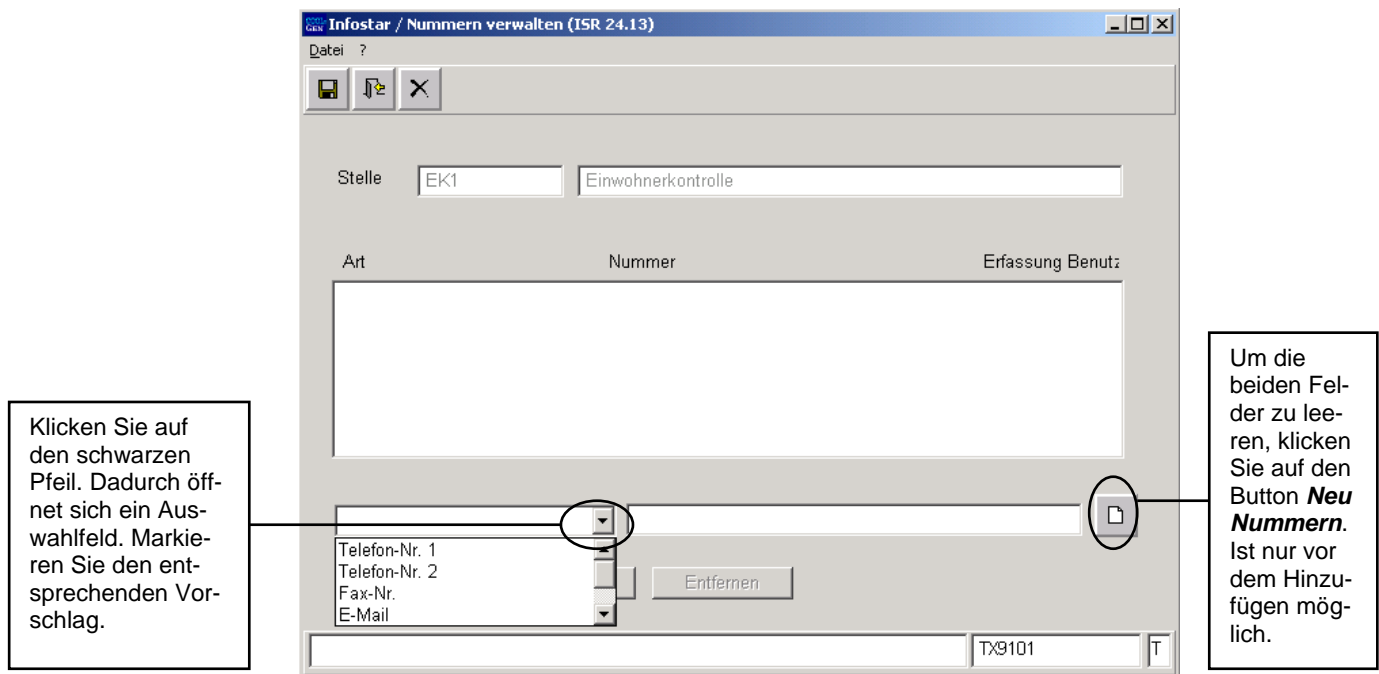 Infostar / Nummern verwalten (ISR 24.13)
Datei ?
Stelle EK1 Einwohnerkontrolle
Art Nummer Erfassung Benutz
Telefon-Nr. 1
Telefon-Nr. 2
Fax-Nr.
E-Mail
Entfernen
TX9101 T
Klicken Sie auf
den schwarzen
Pfeil. Dadurch öff-
net sich ein Aus-
wahlfeld. Markie-
ren Sie den ent-
sprechenden Vor-
schlag.
Um die
beiden Fel-
der zu lee-
ren, klicken
Sie auf den
Button Neu
Nummern.
Ist nur vor
dem Hinzu-
fügen mög-
lich.